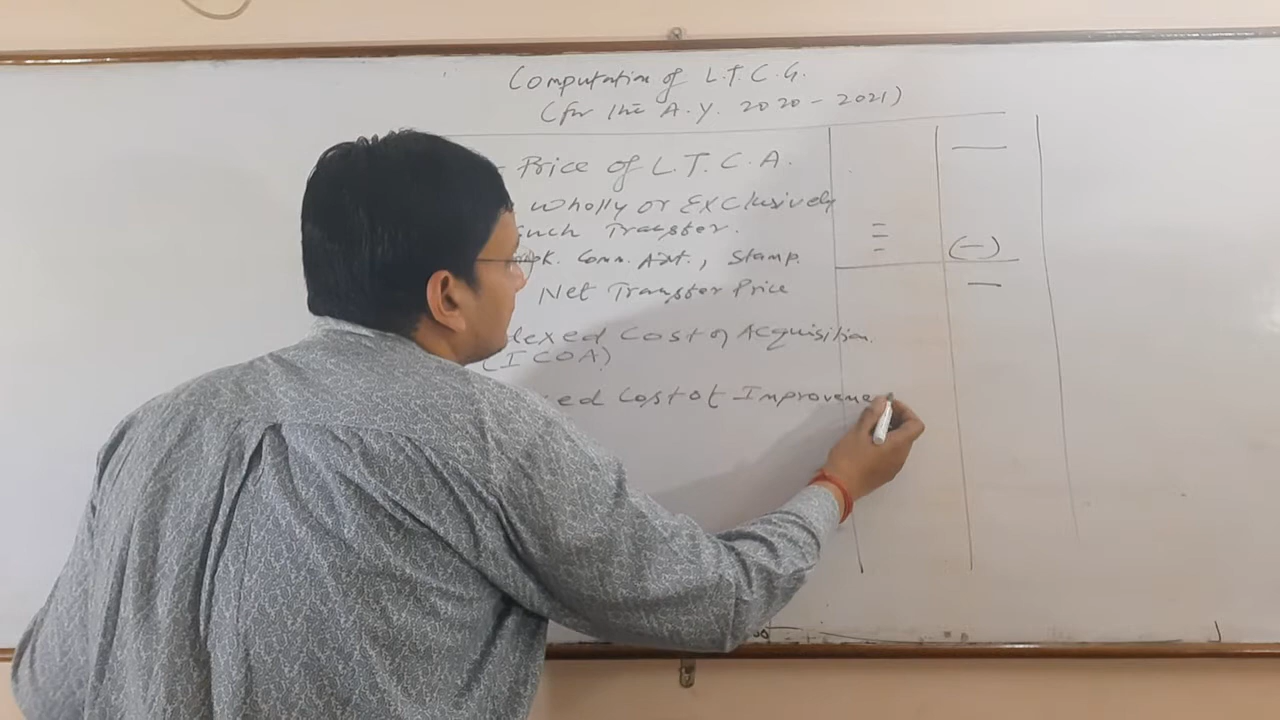 Computation of L.T.C.G.
(for the A.Y. 2020-2021)
Price of L.T.C.A.
wholly or Exclusively
such Transfer.
Comm. Axt., Stamp.
(-)
Net Transfer Price
dexed Cost of Acquisition.
(ICOA)
ed Cost of Improveme